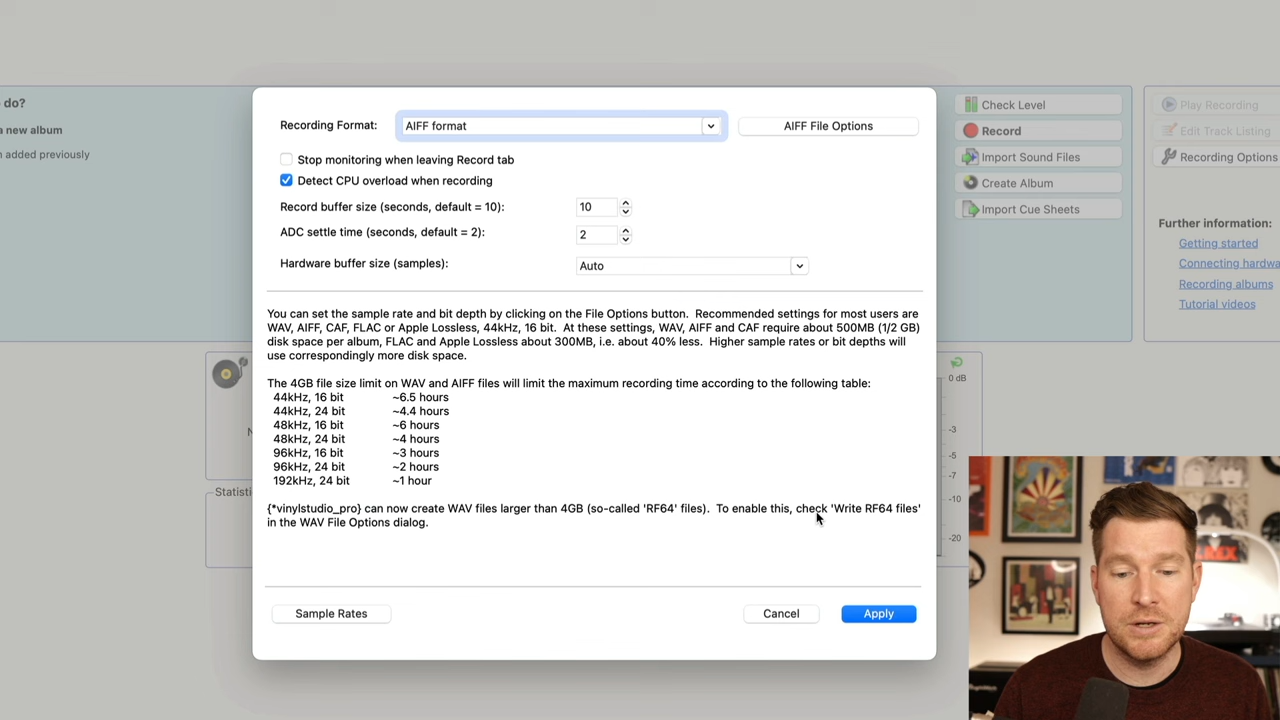 do?
a new album
n added previously
Recording Format:
AIFF format
AIFF File Options
Stop monitoring when leaving Record tab
Detect CPU overload when recording
Record buffer size (seconds, default = 10):
10
ADC settle time (seconds, default = 2):
2
Hardware buffer size (samples):
Auto
You can set the sample rate and bit depth by clicking on the File Options button. Recommended settings for most users are
WAV, AIFF, CAF, FLAC or Apple Lossless, 44kHz, 16 bit. At these settings, WAV, AIFF and CAF require about 500MB (1/2 GB)
disk space per album, FLAC and Apple Lossless about 300MB, i.e. about 40% less. Higher sample rates or bit depths will
use correspondingly more disk space.
The 4GB file size limit on WAV and AIFF files will limit the maximum recording time according to the following table:
44kHz, 16 bit ~6.5 hours
44kHz, 24 bit ~4.4 hours
48kHz, 16 bit ~6 hours
48kHz, 24 bit ~4 hours
96kHz, 16 bit ~3 hours
96kHz, 24 bit ~2 hours
192kHz, 24 bit ~1 hour
{*vinylstudio_pro} can now create WAV files larger than 4GB (so-called 'RF64' files). To enable this, check 'Write RF64 files'
in the WAV File Options dialog.
Sample Rates
Cancel
Apply
Check Level
Record
Import Sound Files
Create Album
Import Cue Sheets
Play Recording
Edit Track Listing
Recording Options
Further information:
Getting started
Connecting hardwa
Recording albums
Tutorial videos
N
Statisti
0 dB
-3
-5
-7
-10
-20